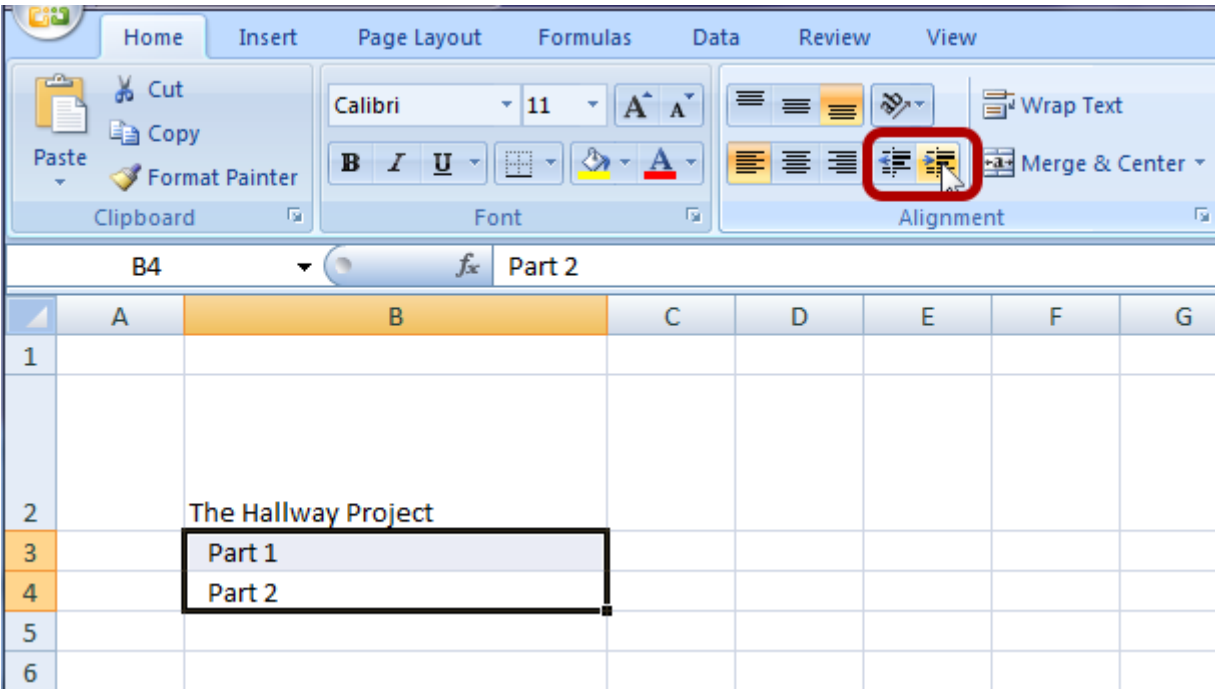 Home Insert Page Layout Formulas Data Review View
Cut
Copy
Paste
Format Painter
Clipboard
Calibri 11 A A
B I U A
Font
Wrap Text
a Merge & Center
Alignment
B4 fx Part 2
A B C D E F G
1
2 The Hallway Project
3 Part 1
4 Part 2
5
6